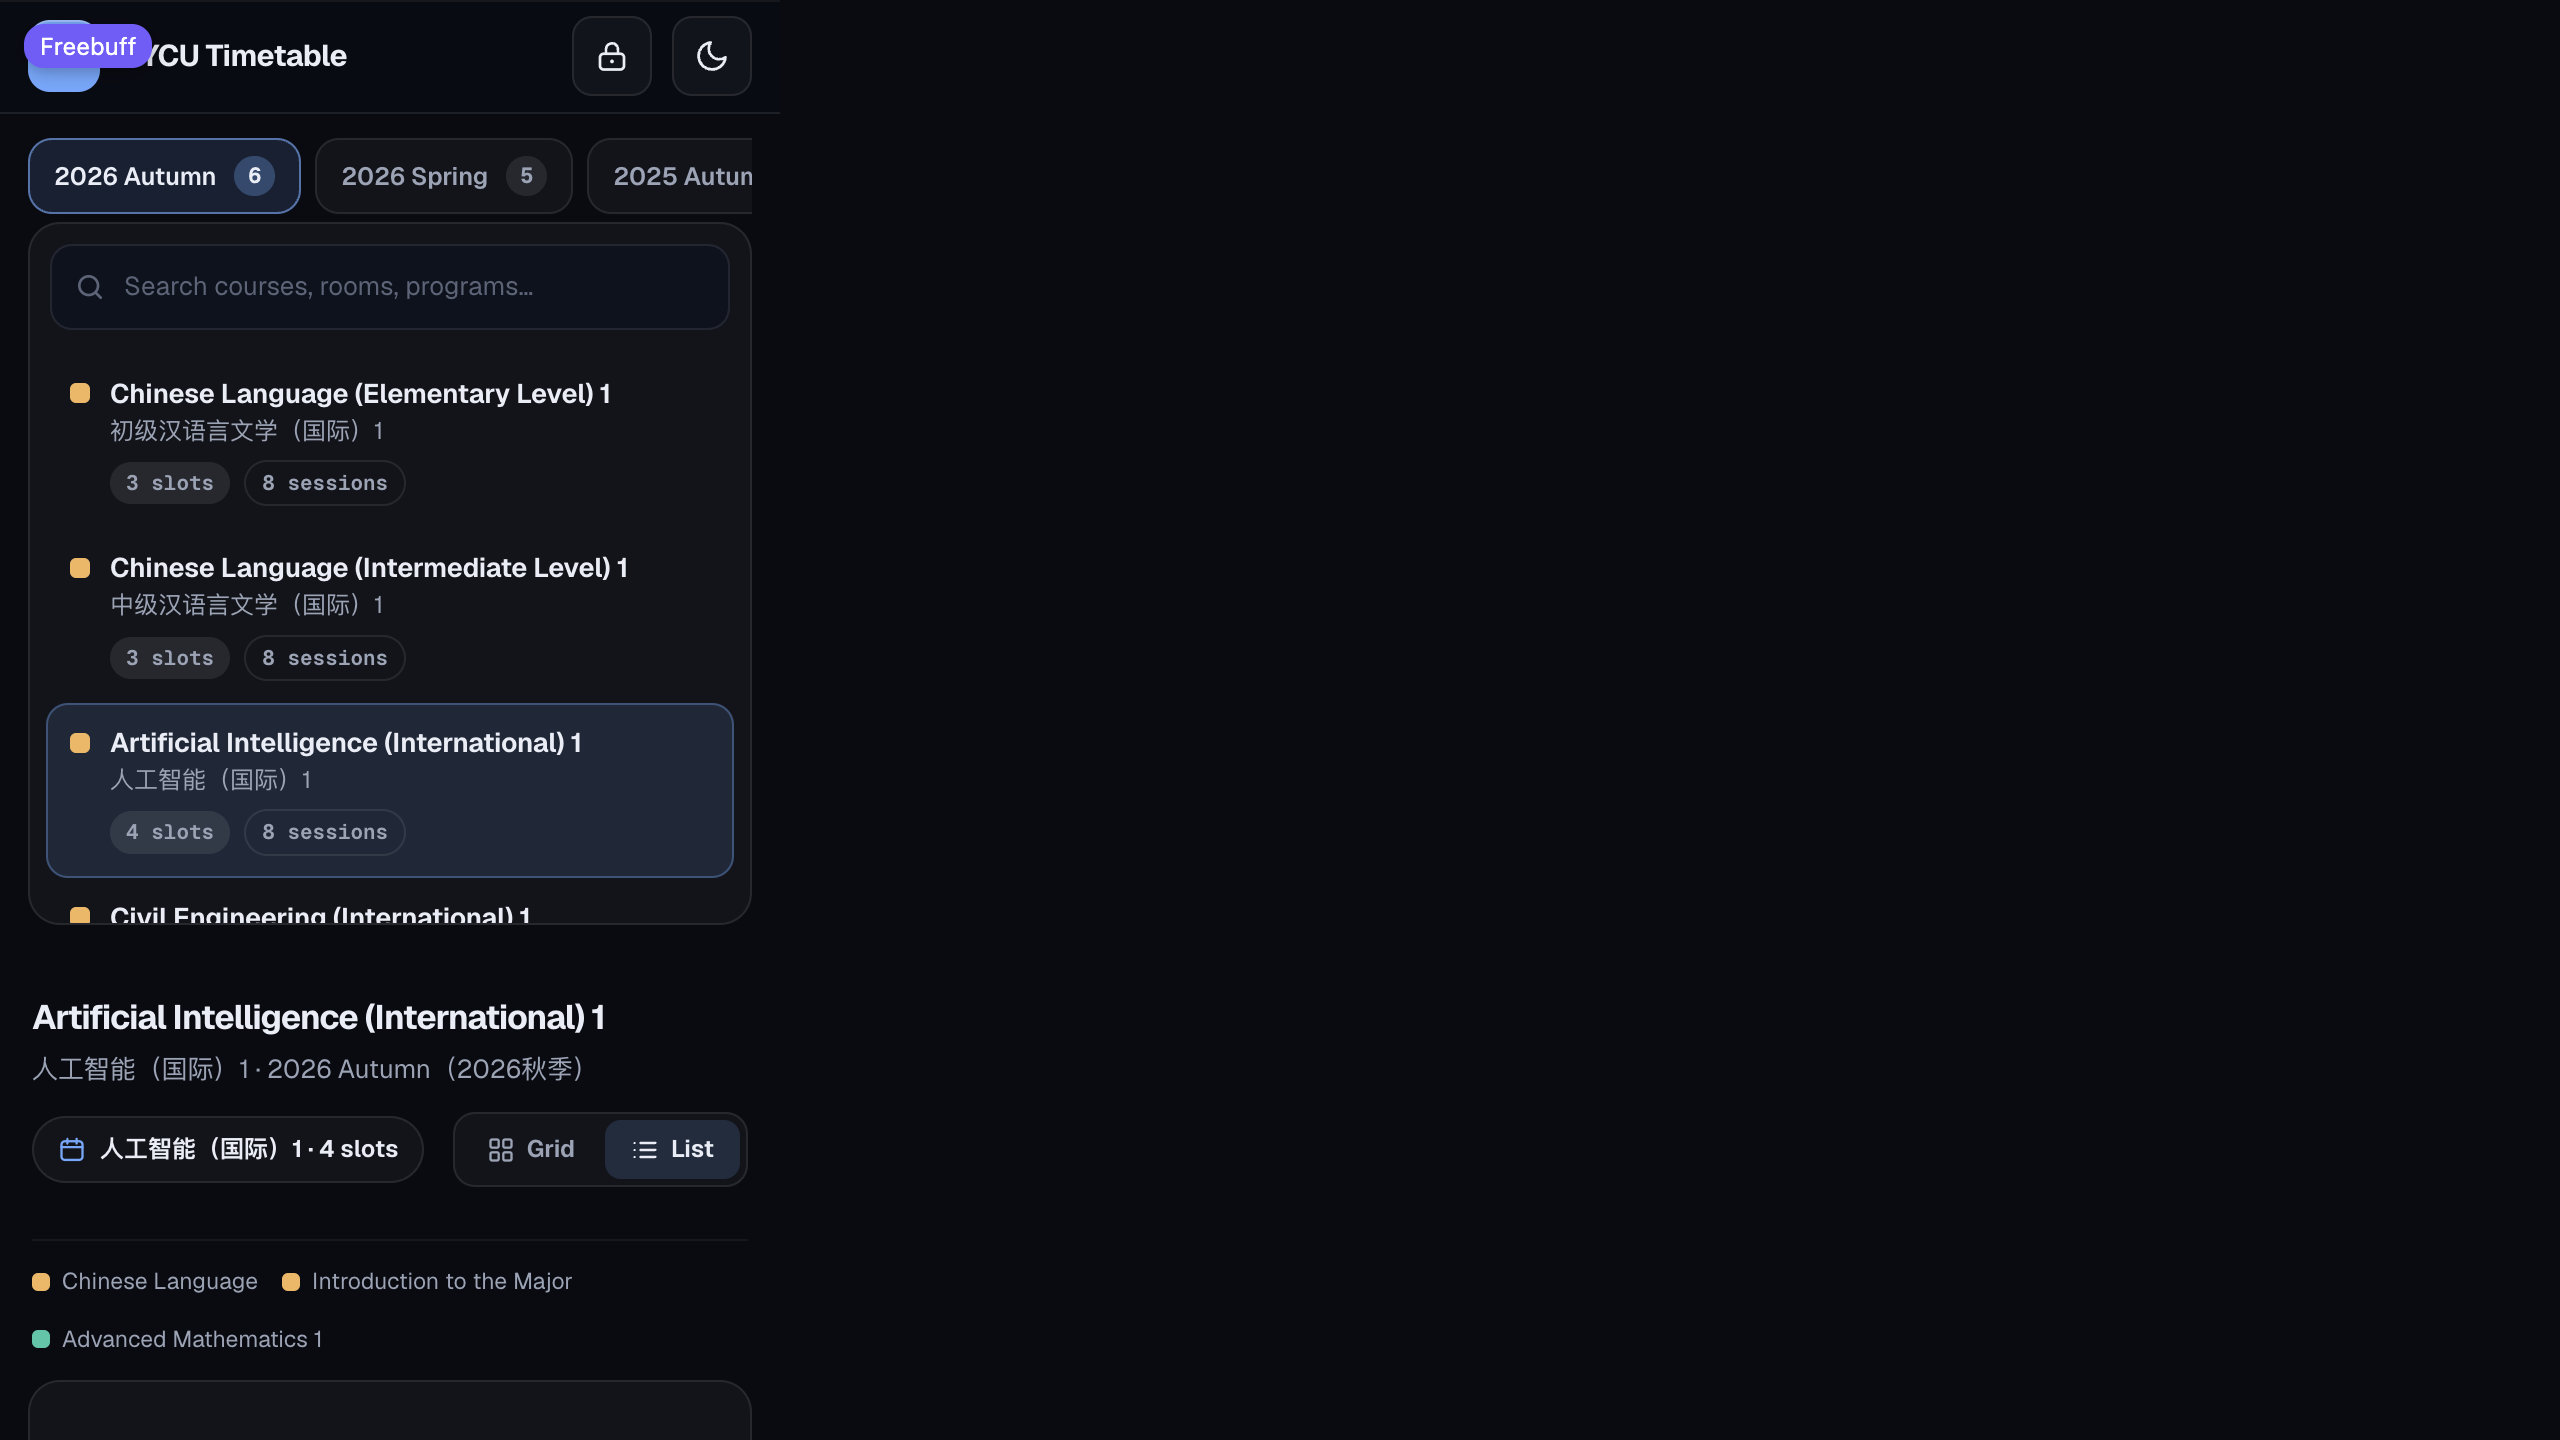 Freebuff
YCU Timetable
2026 Autumn 6
2026 Spring 5
2025 Autum
Search courses, rooms, programs...
Chinese Language (Elementary Level) 1
初级汉语言文学（国际）1
3 slots
8 sessions
Chinese Language (Intermediate Level) 1
中级汉语言文学（国际）1
3 slots
8 sessions
Artificial Intelligence (International) 1
人工智能（国际）1
4 slots
8 sessions
Civil Engineering (International) 1
Artificial Intelligence (International) 1
人工智能（国际）1 · 2026 Autumn（2026秋季）
人工智能（国际）1 · 4 slots
Grid
List
Chinese Language
Introduction to the Major
Advanced Mathematics 1